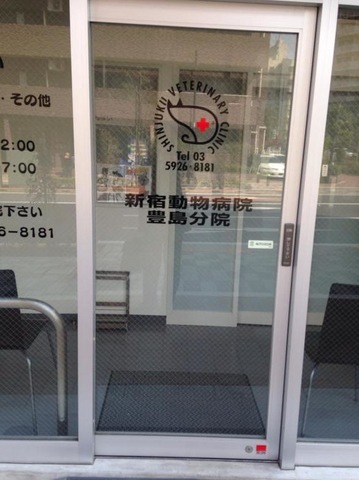 い
・その他
2:00
7:00
下さい
6-8181
SHINJUKU VETERINARY CLINIC
Tel 03
5926-8181
新宿動物病院
豊島分院